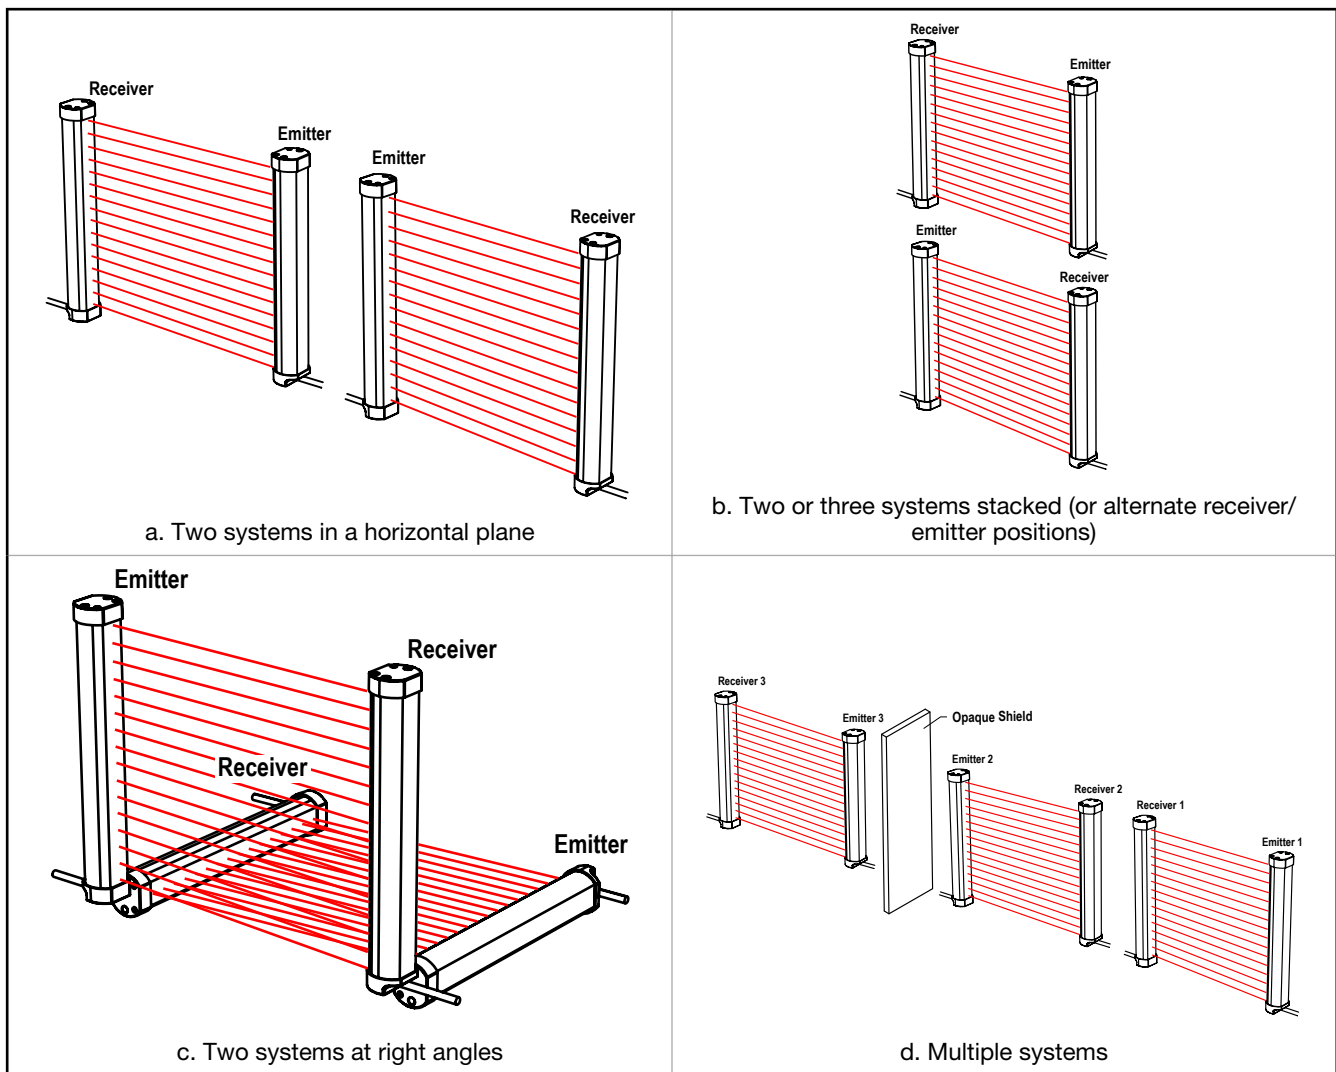 Receiver
Emitter
Emitter
Receiver
a. Two systems in a horizontal plane
Receiver
Emitter
Emitter
Receiver
b. Two or three systems stacked (or alternate receiver/
emitter positions)
Emitter
Receiver
Receiver
Emitter
c. Two systems at right angles
Receiver 3
Emitter 3
Opaque Shield
Emitter 2
Receiver 2
Receiver 1
Emitter 1
d. Multiple systems